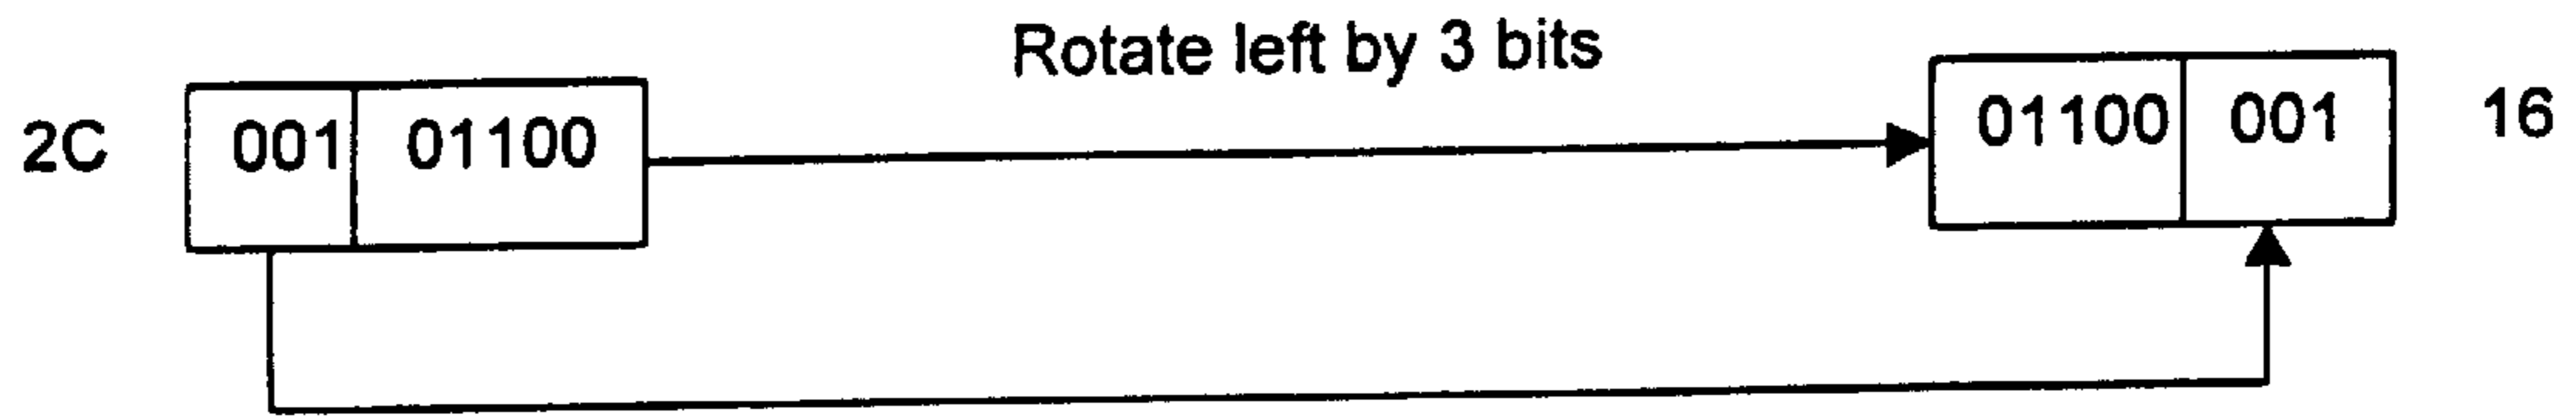 Rotate left by 3 bits
2C 001 01100 01100 001 16